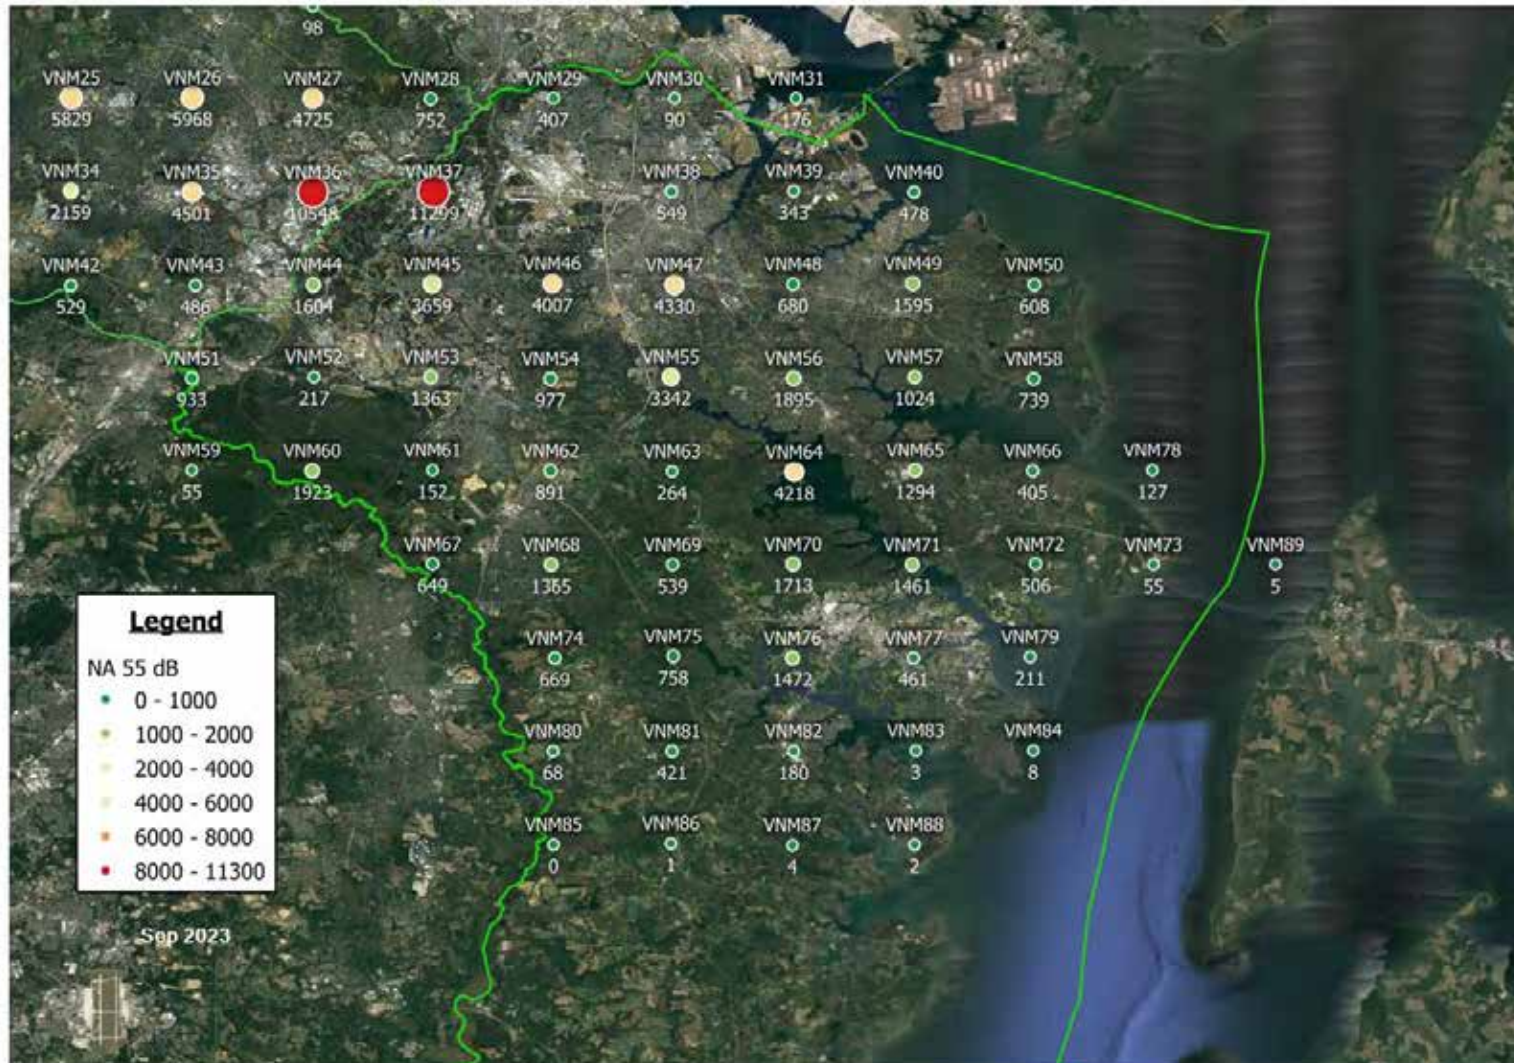 98
VNM25 VNM26 VNM27 VNM28 VNM29 VNM30 VNM31
5829 5968 4725 752 407 90 176
VNM34 VNM35 VNM36 VNM37 VNM38 VNM39 VNM40
2159 4501 10548 11299 549 343 478
VNM42 VNM43 VNM44 VNM45 VNM46 VNM47 VNM48 VNM49 VNM50
529 486 1604 3659 4007 4330 680 1595 608
VNM51 VNM52 VNM53 VNM54 VNM55 VNM56 VNM57 VNM58
933 217 1363 977 3342 1895 1024 739
VNM59 VNM60 VNM61 VNM62 VNM63 VNM64 VNM65 VNM66 VNM78
55 1923 152 891 264 4218 1294 405 127
VNM67 VNM68 VNM69 VNM70 VNM71 VNM72 VNM73 VNM89
649 1365 539 1713 1461 506 55 5
VNM74 VNM75 VNM76 VNM77 VNM79
669 758 1472 461 211
VNM80 VNM81 VNM82 VNM83 VNM84
68 421 180 3 8
VNM85 VNM86 VNM87 VNM88
0 1 4 2
Legend
NA 55 dB
0 - 1000
1000 - 2000
2000 - 4000
4000 - 6000
6000 - 8000
8000 - 11300
Sep 2023